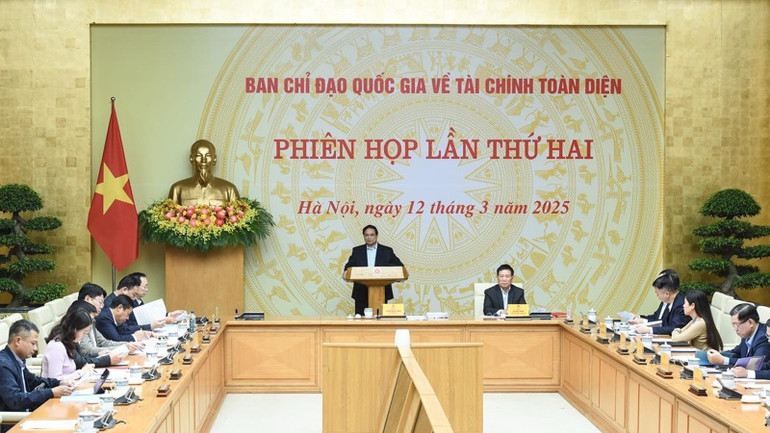 BAN CHỈ ĐẠO QUỐC GIA VỀ TÀI CHÍNH TOÀN DIỆN
PHIÊN HỌP LẦN THỨ HAI
Hà Nội, ngày 12 tháng 3 năm 2025